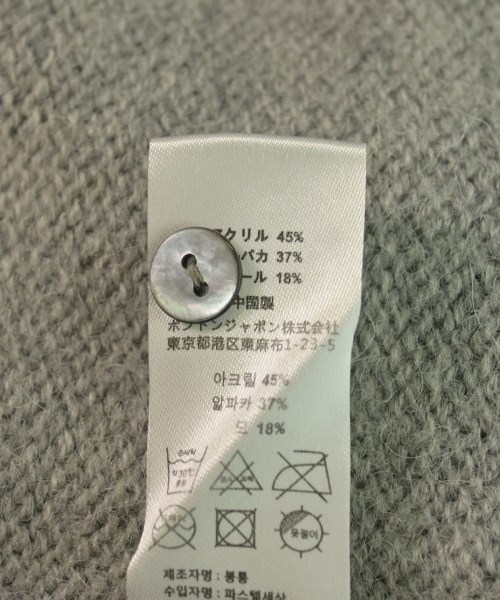 アクリル 45%
パカ 37%
ール 18%
中国製
ボントンジャポン株式会社
東京都港区東麻布1-23-5
아크릴 45%
알파카 37%
모 18%
제조자명 : 봉통
수입자명 : 파스텔세상